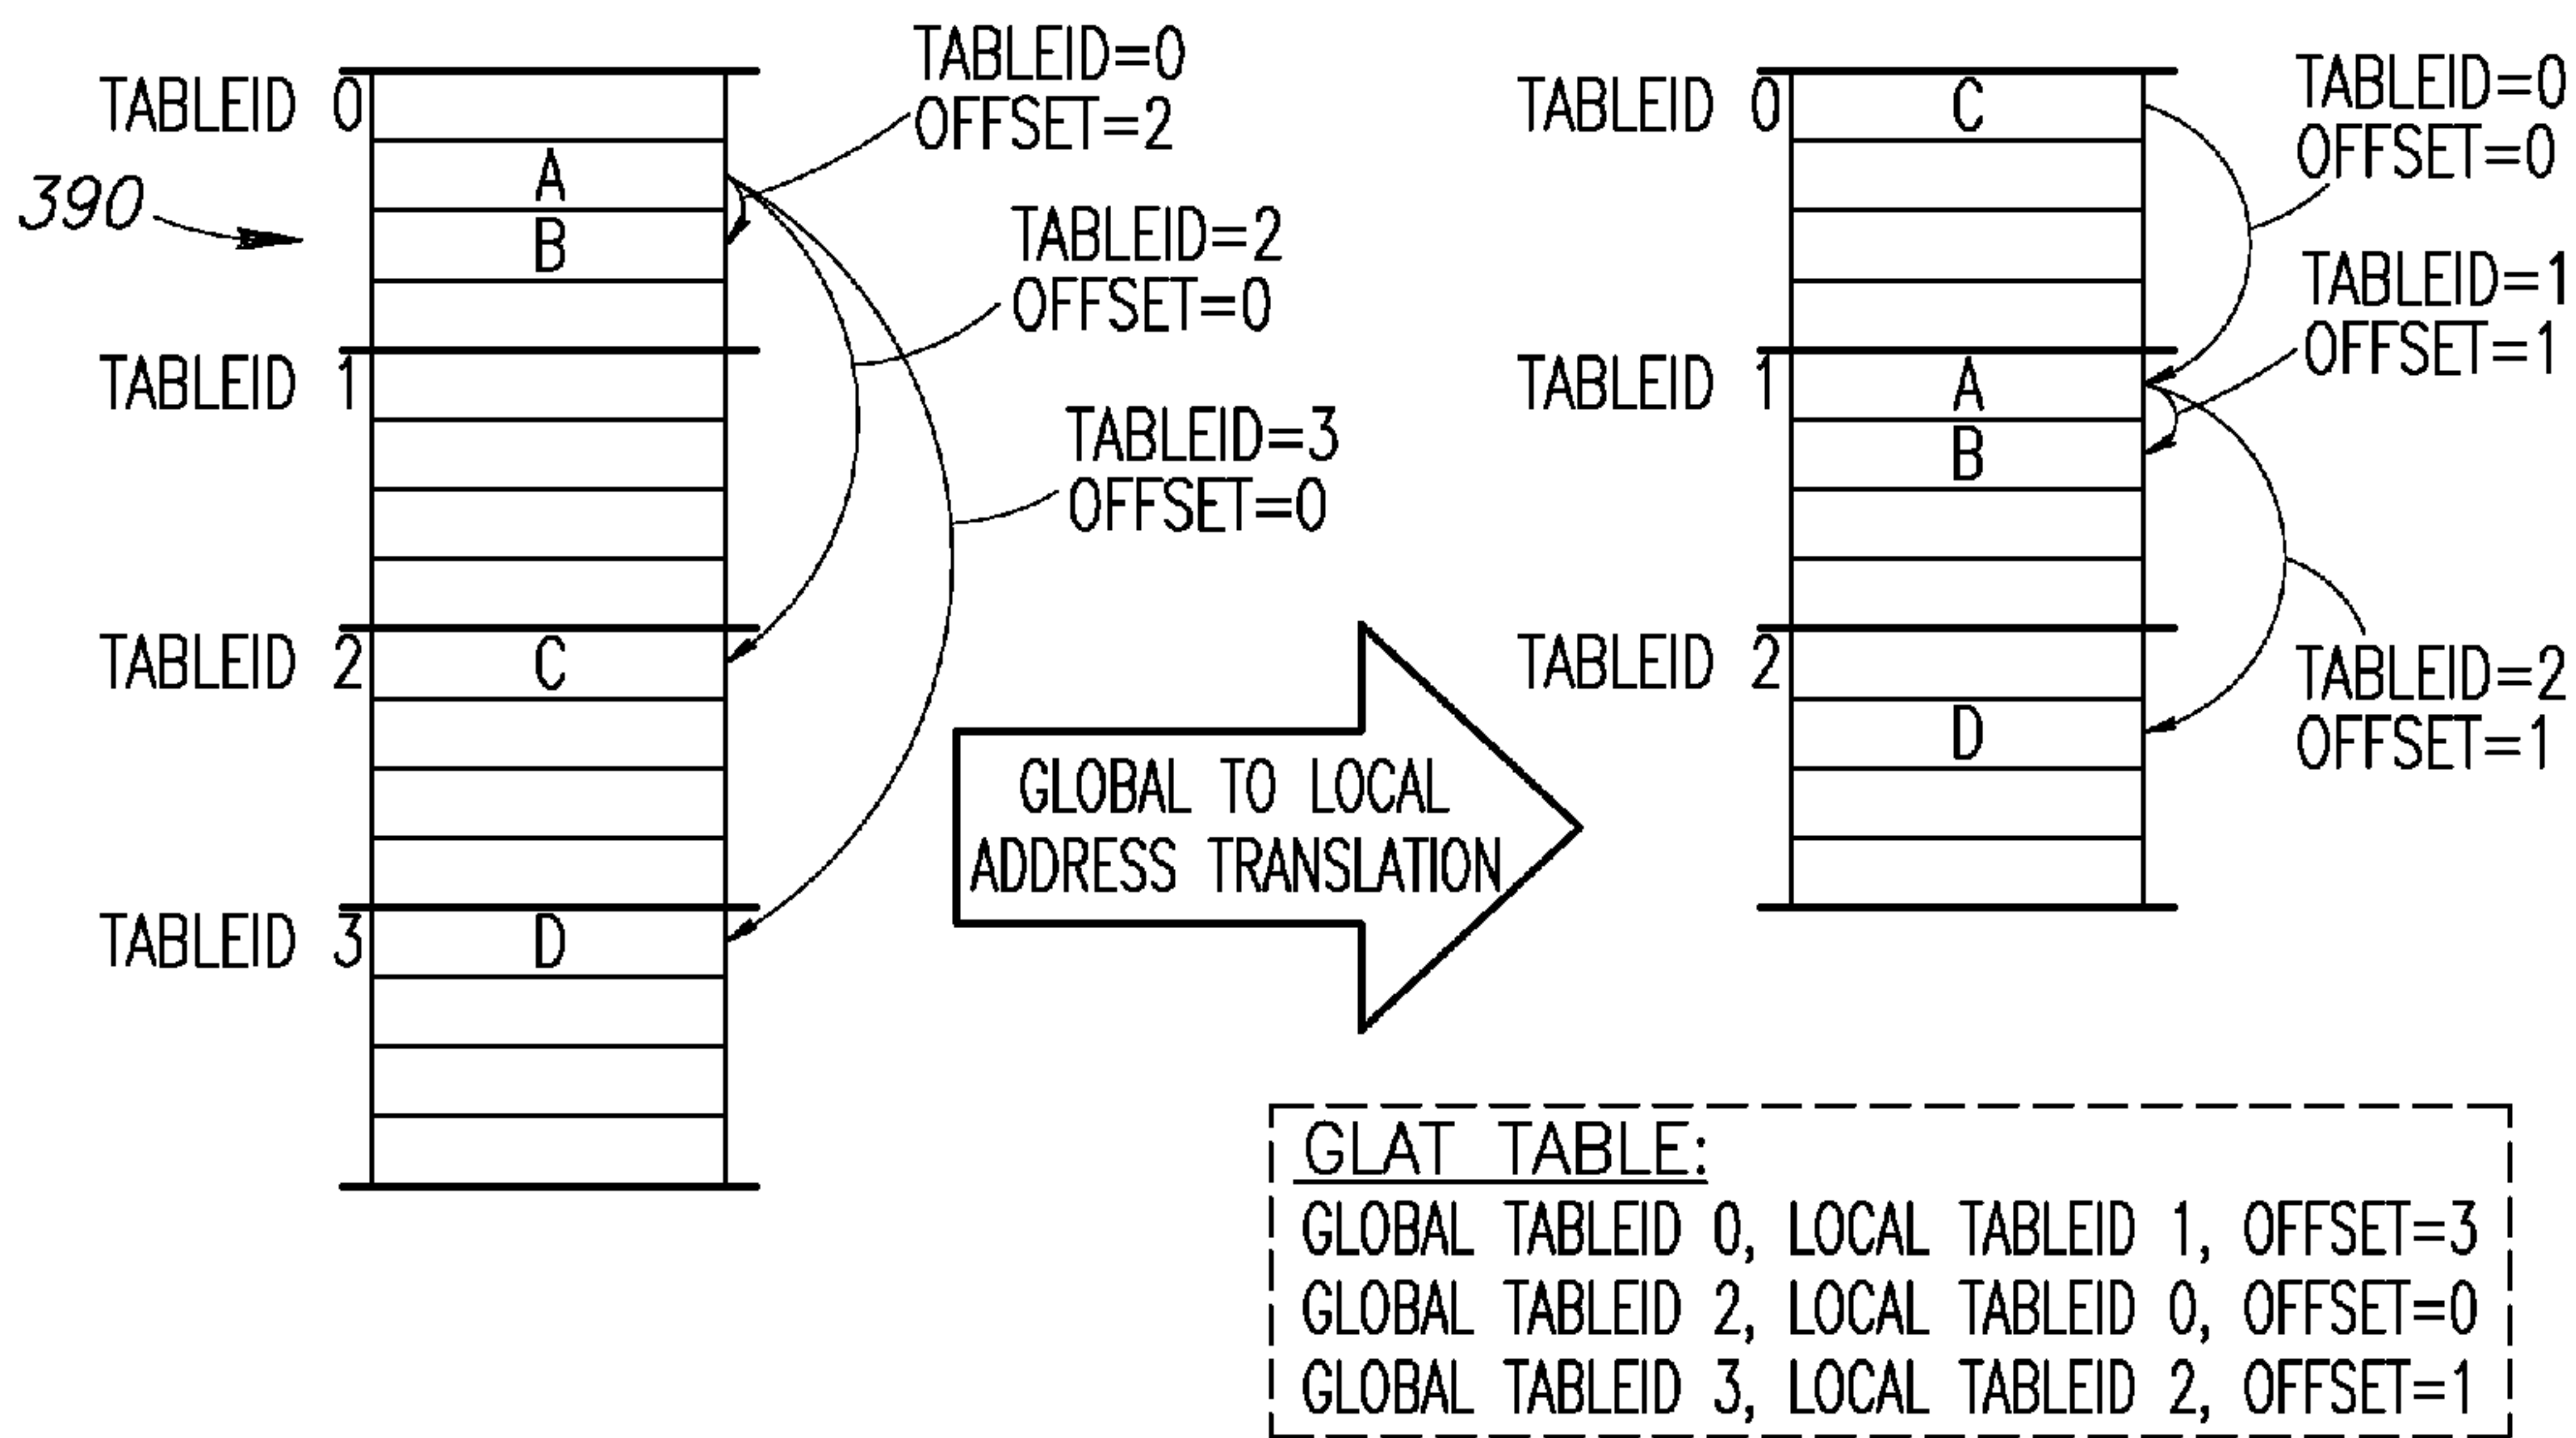 TABLEID 0
A
390
B
TABLEID 1
TABLEID 2
C
TABLEID 3
D
TABLEID=0
OFFSET=2
TABLEID=2
OFFSET=0
TABLEID=3
OFFSET=0
GLOBAL TO LOCAL
ADDRESS TRANSLATION
TABLEID 0
C
TABLEID 1
A
B
TABLEID 2
D
TABLEID=0
OFFSET=0
TABLEID=1
OFFSET=1
TABLEID=2
OFFSET=1
GLAT TABLE:
GLOBAL TABLEID 0, LOCAL TABLEID 1, OFFSET=3
GLOBAL TABLEID 2, LOCAL TABLEID 0, OFFSET=0
GLOBAL TABLEID 3, LOCAL TABLEID 2, OFFSET=1